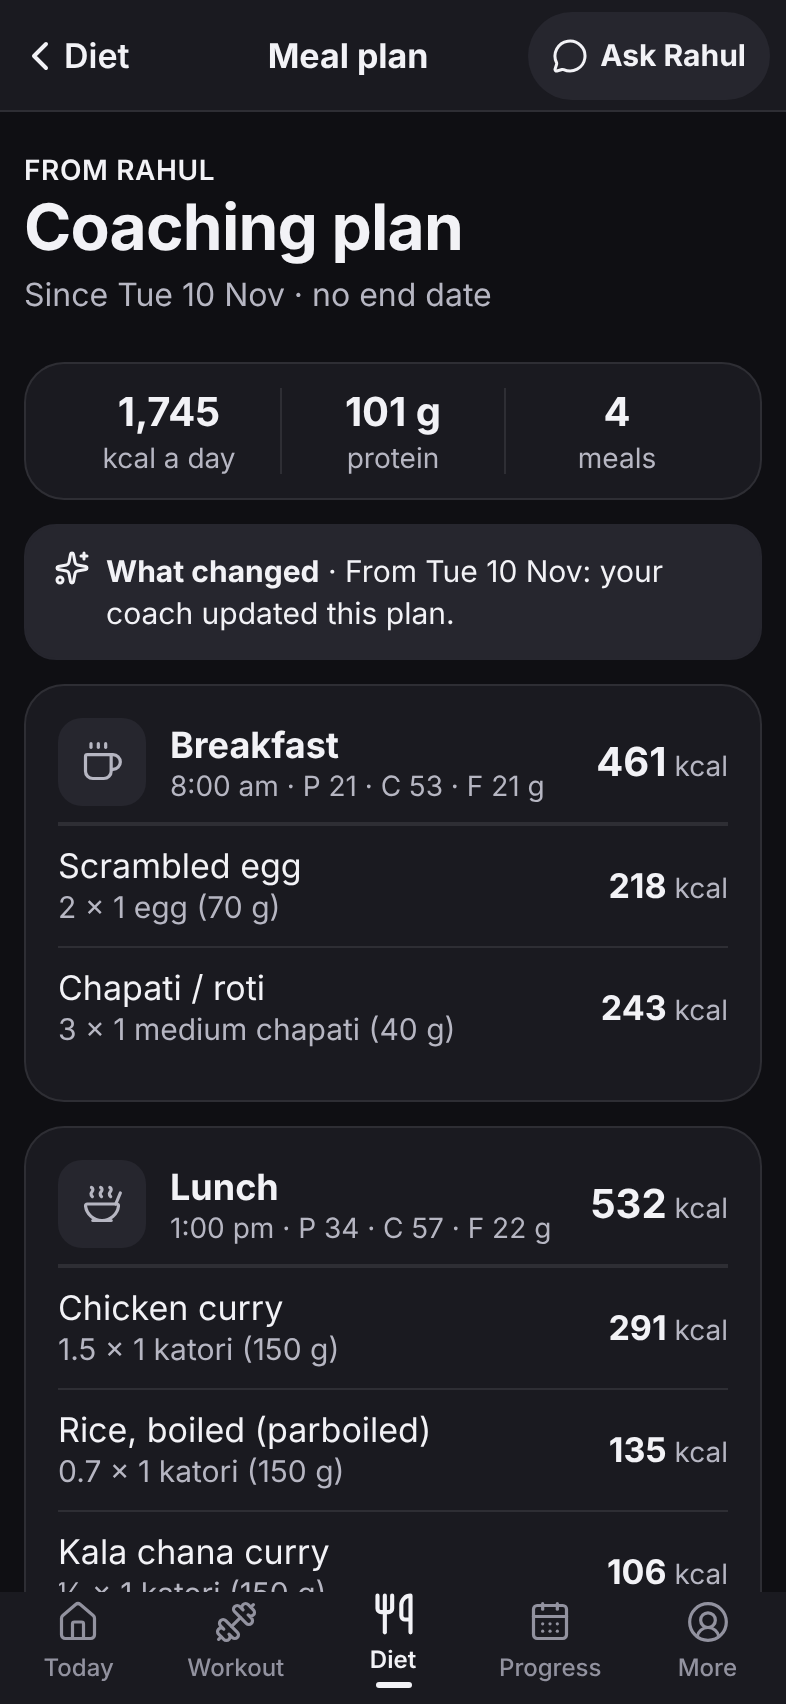 Diet
Meal plan
Ask Rahul
FROM RAHUL
Coaching plan
Since Tue 10 Nov · no end date
1,745
kcal a day
101 g
protein
4
meals
What changed · From Tue 10 Nov: your
coach updated this plan.
Breakfast
8:00 am · P 21 · C 53 · F 21 g
461 kcal
Scrambled egg
2 × 1 egg (70 g)
218 kcal
Chapati / roti
3 × 1 medium chapati (40 g)
243 kcal
Lunch
1:00 pm · P 34 · C 57 · F 22 g
532 kcal
Chicken curry
1.5 × 1 katori (150 g)
291 kcal
Rice, boiled (parboiled)
0.7 × 1 katori (150 g)
135 kcal
Kala chana curry
× 1 katori (150 g)
106 kcal
Today
Workout
Diet
Progress
More